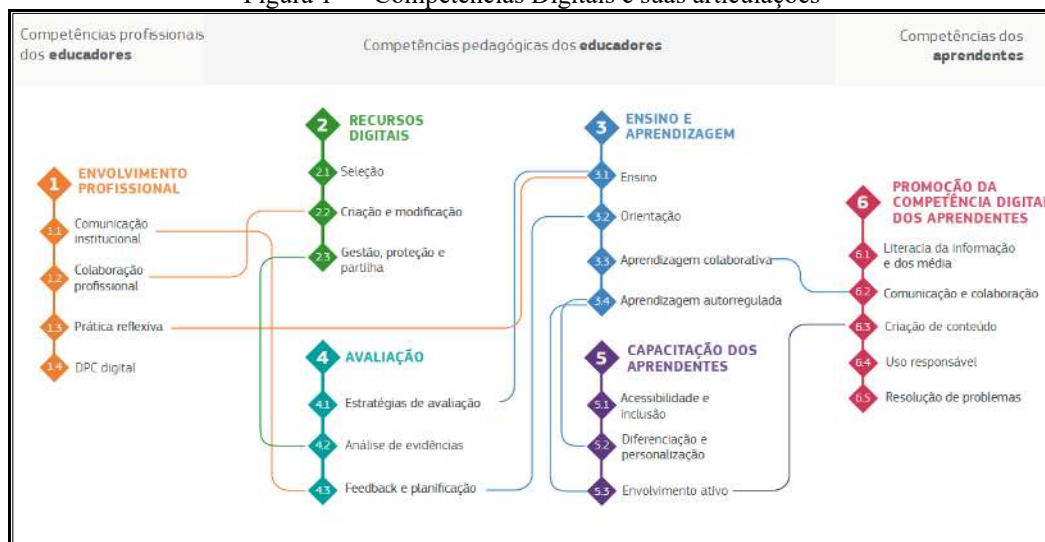 Figura 1 — Competências Digitais e suas articulações
Competências profissionais
dos educadores
Competências pedagógicas dos educadores
Competências dos
aprendentes
1
ENVOLVIMENTO
PROFISSIONAL
1.1
Comunicação
institucional
1.2
Colaboração
profissional
1.3
Prática reflexiva
1.4
DPC digital
2
RECURSOS
DIGITAIS
2.1
Seleção
2.2
Criação e modificação
2.3
Gestão, proteção e
partilha
3
ENSINO E
APRENDIZAGEM
3.1
Ensino
3.2
Orientação
3.3
Aprendizagem colaborativa
3.4
Aprendizagem autorregulada
4
AVALIAÇÃO
4.1
Estratégias de avaliação
4.2
Análise de evidências
4.3
Feedback e planificação
5
CAPACITAÇÃO DOS
APRENDENTES
5.1
Acessibilidade e
inclusão
5.2
Diferenciação e
personalização
5.3
Envolvimento ativo
6
PROMOÇÃO DA
COMPETÊNCIA DIGITAL
DOS APRENDENTES
6.1
Literacia da informação
e dos média
6.2
Comunicação e colaboração
6.3
Criação de conteúdo
6.4
Uso responsável
6.5
Resolução de problemas